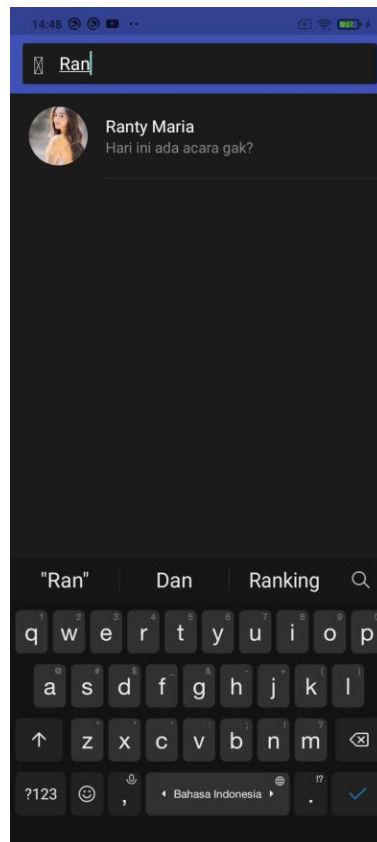 14:48
Ran
Ranty Maria
Hari ini ada acara gak?
"Ran" Dan Ranking
q w e r t y u i o p
a s d f g h j k l
z x c v b n m
?123 , Bahasa Indonesia .